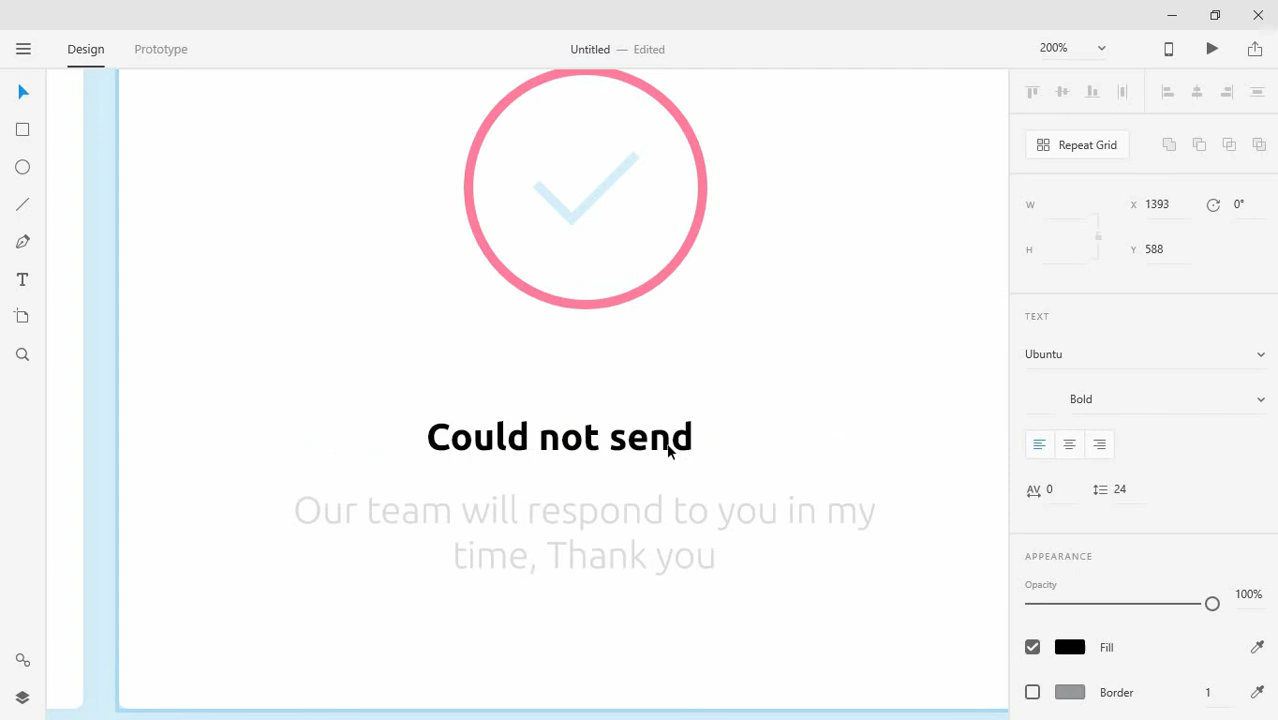 Design Prototype Untitled — Edited 200%
Repeat Grid
W X 1393 0°
H Y 588
TEXT
Ubuntu
Bold
AV 0 24
APPEARANCE
Opacity
100%
Fill
Border 1
T
Could not send
Our team will respond to you in my
time, Thank you